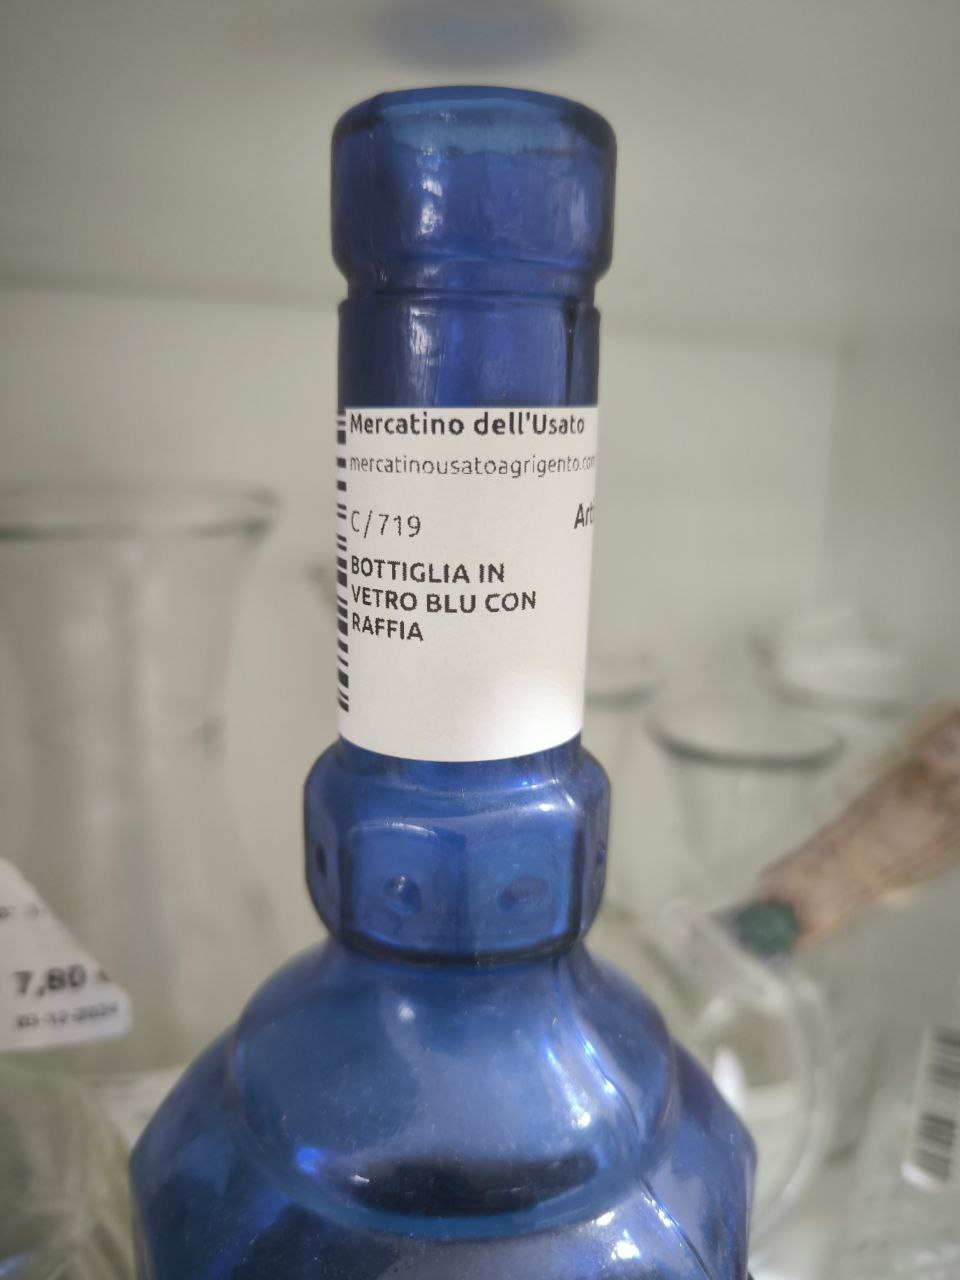 Mercatino dell'Usato
mercatinousatoagrigento.com
C/719
BOTTIGLIA IN
VETRO BLU CON
RAFFIA
7,80